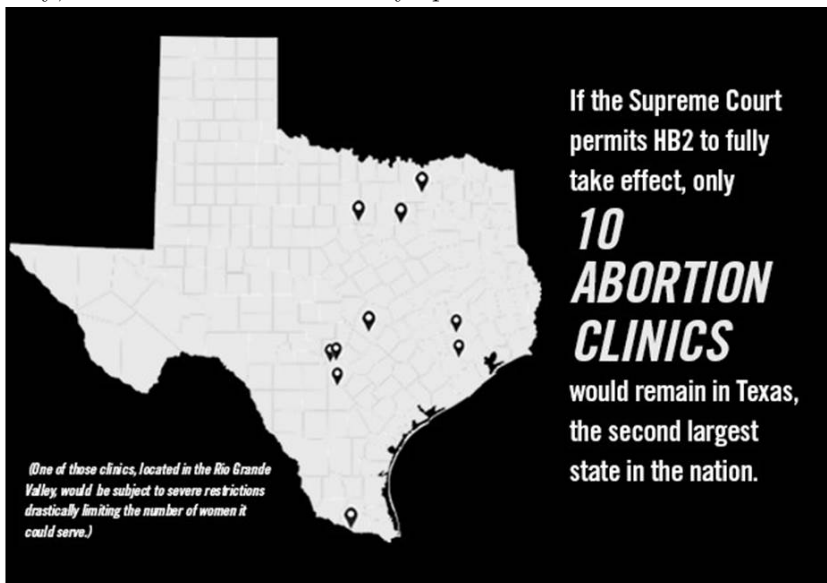 If the Supreme Court
permits HB2 to fully
take effect, only
10
ABORTION
CLINICS
would remain in Texas,
the second largest
state in the nation.
(One of those clinics, located in the Rio Grande
Valley, would be subject to severe restrictions
drastically limiting the number of women it
could serve.)